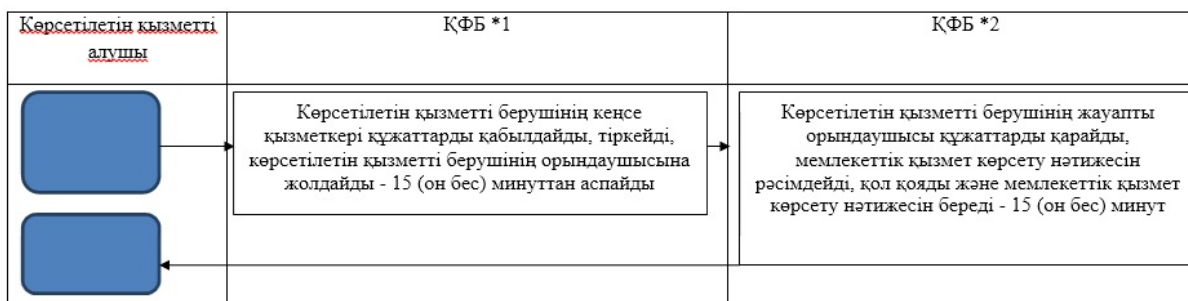 Көрсетілетін қызметті
алушы
ҚФБ *1
ҚФБ *2
Көрсетілетін қызметті берушінің кеңсе
қызметкері құжаттарды қабылдайды, тіркейді,
көрсетілетін қызметті берушінің орындаушысына
жолдайды - 15 (он бес) минуттан аспайды
Көрсетілетін қызметті берушінің жауапты
орындаушысы құжаттарды қарайды,
мемлекеттік қызмет көрсету нәтижесін
рәсімдейді, қол қояды және мемлекеттік қызмет
көрсету нәтижесін береді - 15 (он бес) минут